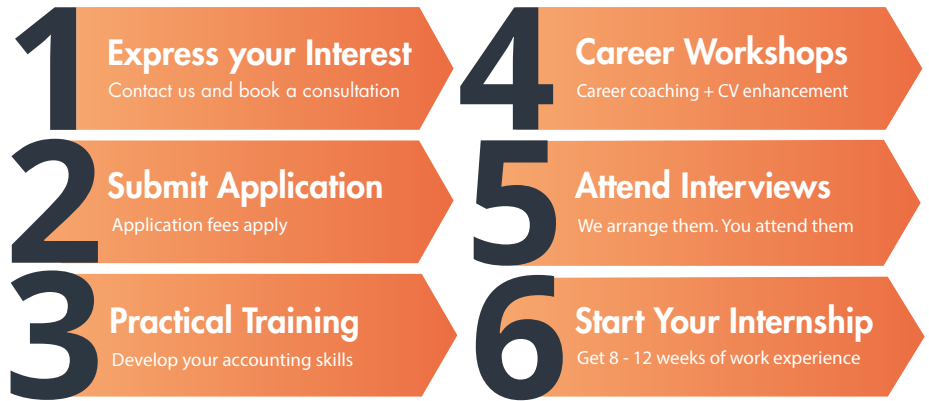 1
Express your Interest
Contact us and book a consultation
2
Submit Application
Application fees apply
3
Practical Training
Develop your accounting skills
4
Career Workshops
Career coaching + CV enhancement
5
Attend Interviews
We arrange them. You attend them
6
Start Your Internship
Get 8 - 12 weeks of work experience